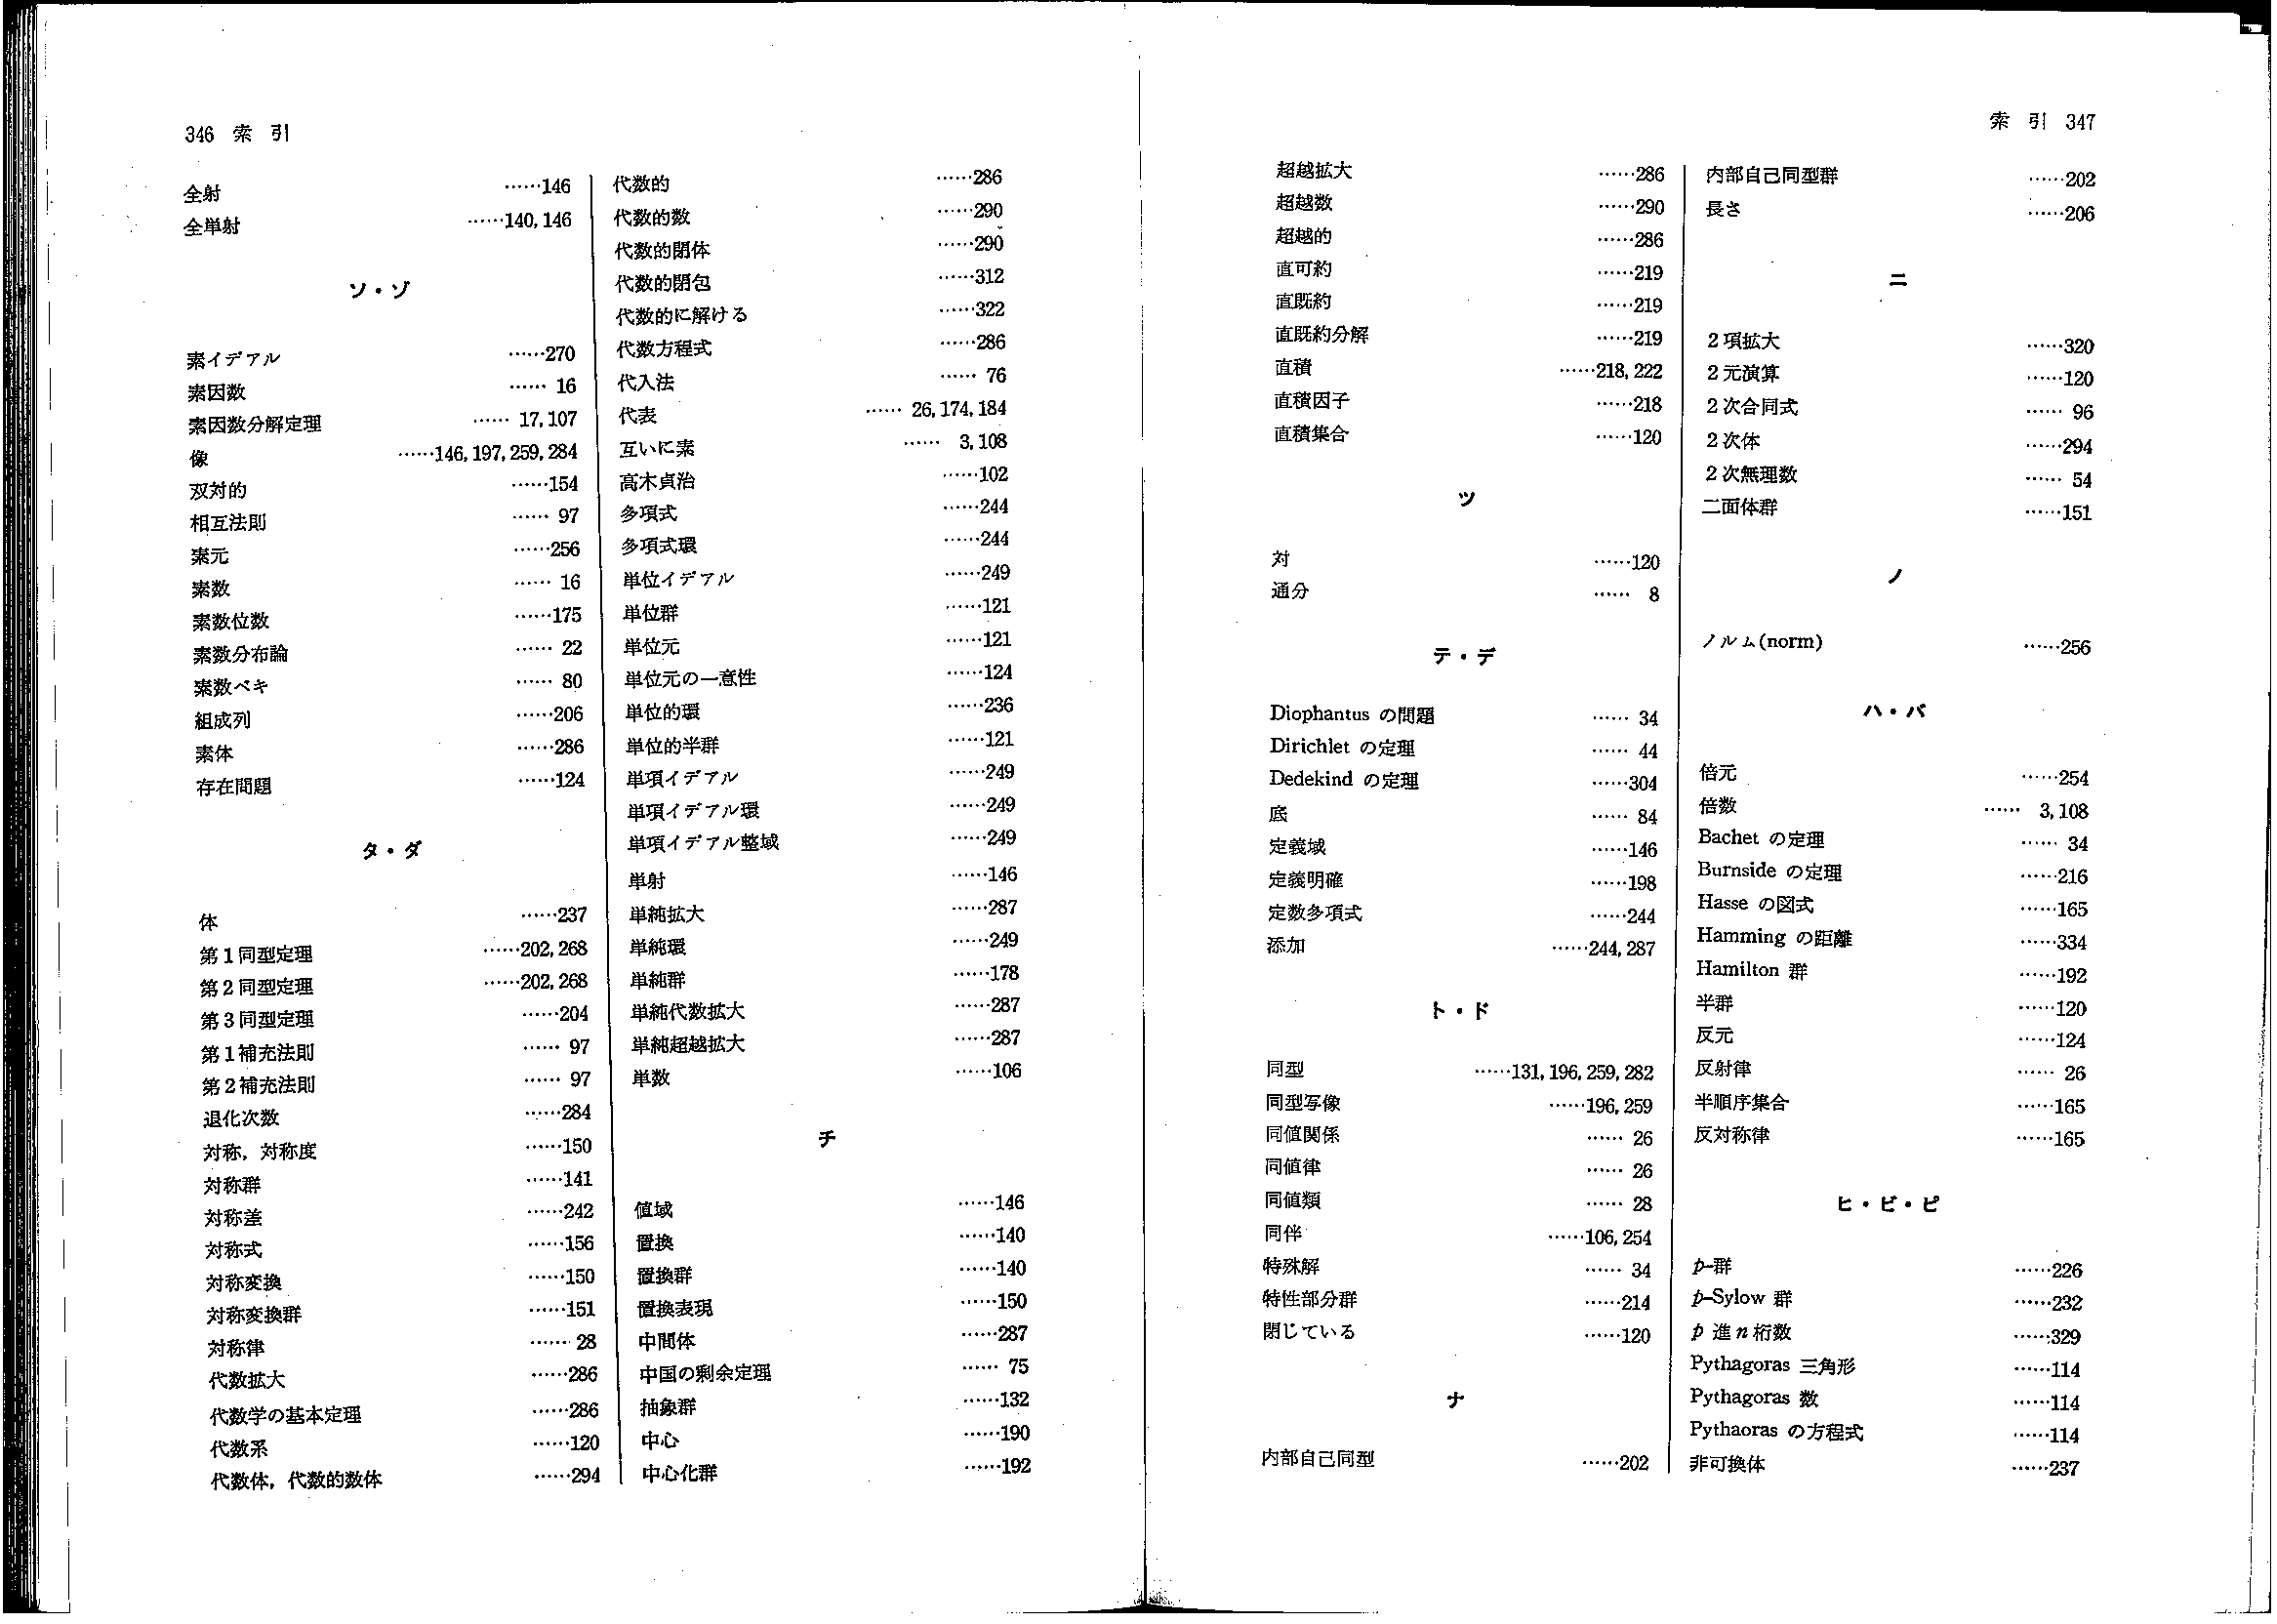 346 索 引
全射 ……146
全単射 ……140, 146
ソ・ゾ
素イデアル ……270
素因数 …… 16
素因数分解定理 …… 17, 107
像 ……146, 197, 259, 284
双対的 ……154
相互法則 …… 97
素元 ……256
素数 …… 16
素数位数 ……175
素数分布論 …… 22
素数ベキ …… 80
組成列 ……206
素体 ……286
存在問題 ……124
タ・ダ
体 ……237
第1同型定理 ……202, 268
第2同型定理 ……202, 268
第3同型定理 ……204
第1補充法則 …… 97
第2補充法則 …… 97
退化次数 ……284
対称，対称度 ……150
対称群 ……141
対称差 ……242
対称式 ……156
対称変換 ……150
対称変換群 ……151
対称律 …… 28
代数拡大 ……286
代数学の基本定理 ……286
代数系 ……120
代数体，代数的数体 ……294
代数的 ……286
代数的数 ……290
代数的閉体 ……290
代数的閉包 ……312
代数的に解ける ……322
代数方程式 ……286
代入法 …… 76
代表 …… 26, 174, 184
互いに素 …… 3, 108
高木貞治 ……102
多項式 ……244
多項式環 ……244
単位イデアル ……249
単位群 ……121
単位元 ……121
単位元の一意性 ……124
単位的環 ……236
単位的半群 ……121
単項イデアル ……249
単項イデアル環 ……249
単項イデアル整域 ……249
単射 ……146
単純拡大 ……287
単純環 ……249
単純群 ……178
単純代数拡大 ……287
単純超越拡大 ……287
単数 ……106
チ
値域 ……146
置換 ……140
置換群 ……140
置換表現 ……150
中間体 ……287
中国の剰余定理 …… 75
抽象群 ……132
中心 ……190
中心化群 ……192
索 引 347
超越拡大 ……286
超越数 ……290
超越的 ……286
直可約 ……219
直既約 ……219
直既約分解 ……219
直積 ……218, 222
直積因子 ……218
直積集合 ……120
ツ
対 ……120
通分 …… 8
テ・デ
Diophantus の問題 …… 34
Dirichlet の定理 …… 44
Dedekind の定理 ……304
底 …… 84
定義域 ……146
定義明確 ……198
定数多項式 ……244
添加 ……244, 287
ト・ド
同型 ……131, 196, 259, 282
同型写像 ……196, 259
同値関係 …… 26
同値律 …… 26
同値類 …… 28
同伴 ……106, 254
特殊解 …… 34
特性部分群 ……214
閉じている ……120
ナ
内部自己同型 ……202
内部自己同型群 ……202
長さ ……206
ニ
2項拡大 ……320
2元演算 ……120
2次合同式 …… 96
2次体 ……294
2次無理数 …… 54
二面体群 ……151
ノ
ノルム(norm) ……256
ハ・バ
倍元 ……254
倍数 …… 3, 108
Bachet の定理 …… 34
Burnside の定理 ……216
Hasse の図式 ……165
Hamming の距離 ……334
Hamilton 群 ……192
半群 ……120
反元 ……124
反射律 …… 26
半順序集合 ……165
反対称律 ……165
ヒ・ビ・ピ
p-群 ……226
p-Sylow 群 ……232
p 進 n 桁数 ……329
Pythagoras 三角形 ……114
Pythagoras 数 ……114
Pythaoras の方程式 ……114
非可換体 ……237